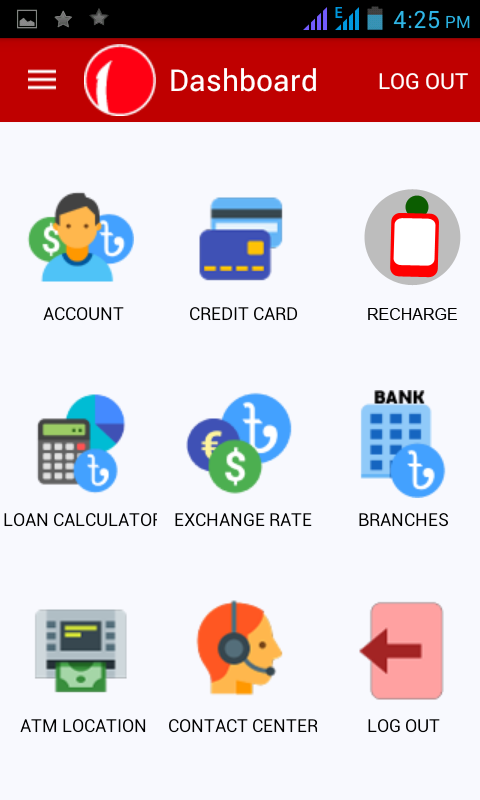 E
4:25 PM
Dashboard
LOG OUT
$ ৳
ACCOUNT
CREDIT CARD
RECHARGE
৳
€ ৳
$
BANK
৳
LOAN CALCULATOR
EXCHANGE RATE
BRANCHES
ATM LOCATION
CONTACT CENTER
LOG OUT